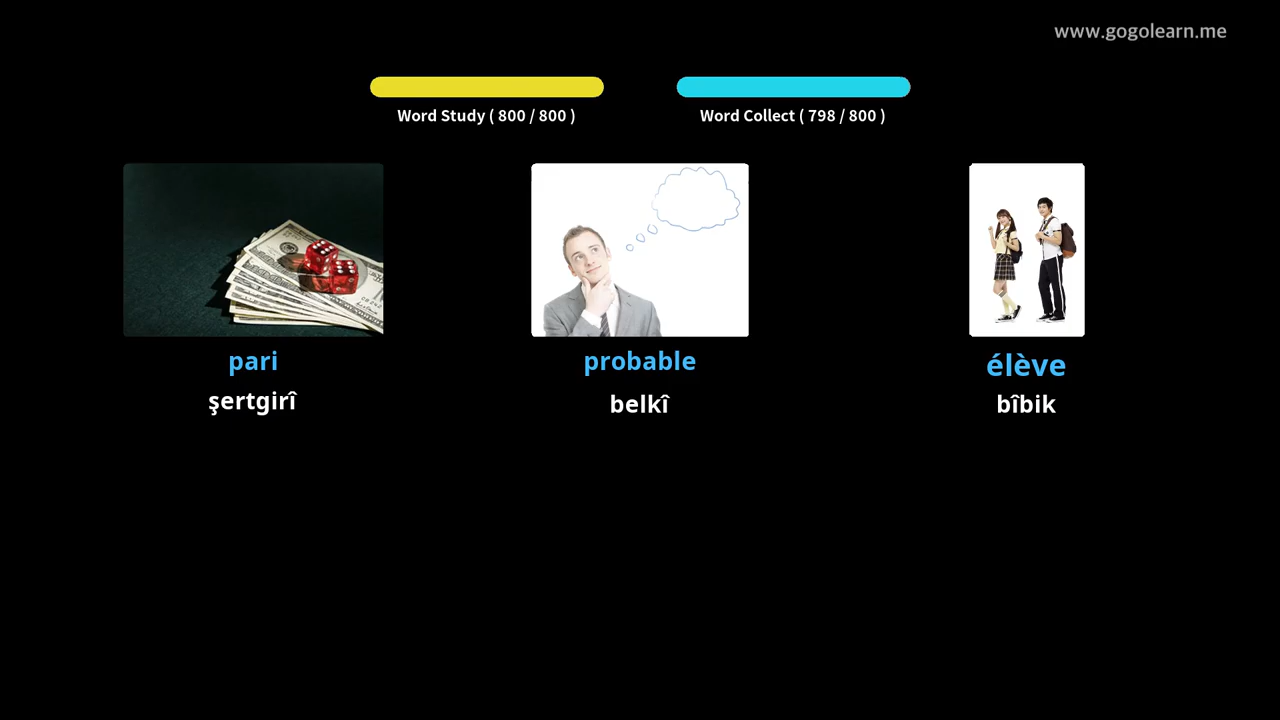 www.gogolearn.me
Word Study ( 800 / 800 )
Word Collect ( 798 / 800 )
pari
probable
élève
şertgirî
belkî
bîbik